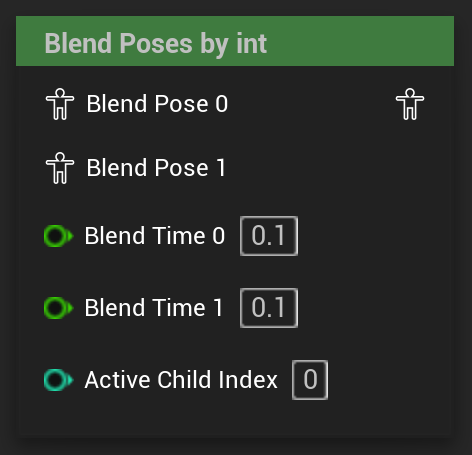 Blend Poses by int
Blend Pose 0
Blend Pose 1
Blend Time 0 0.1
Blend Time 1 0.1
Active Child Index 0